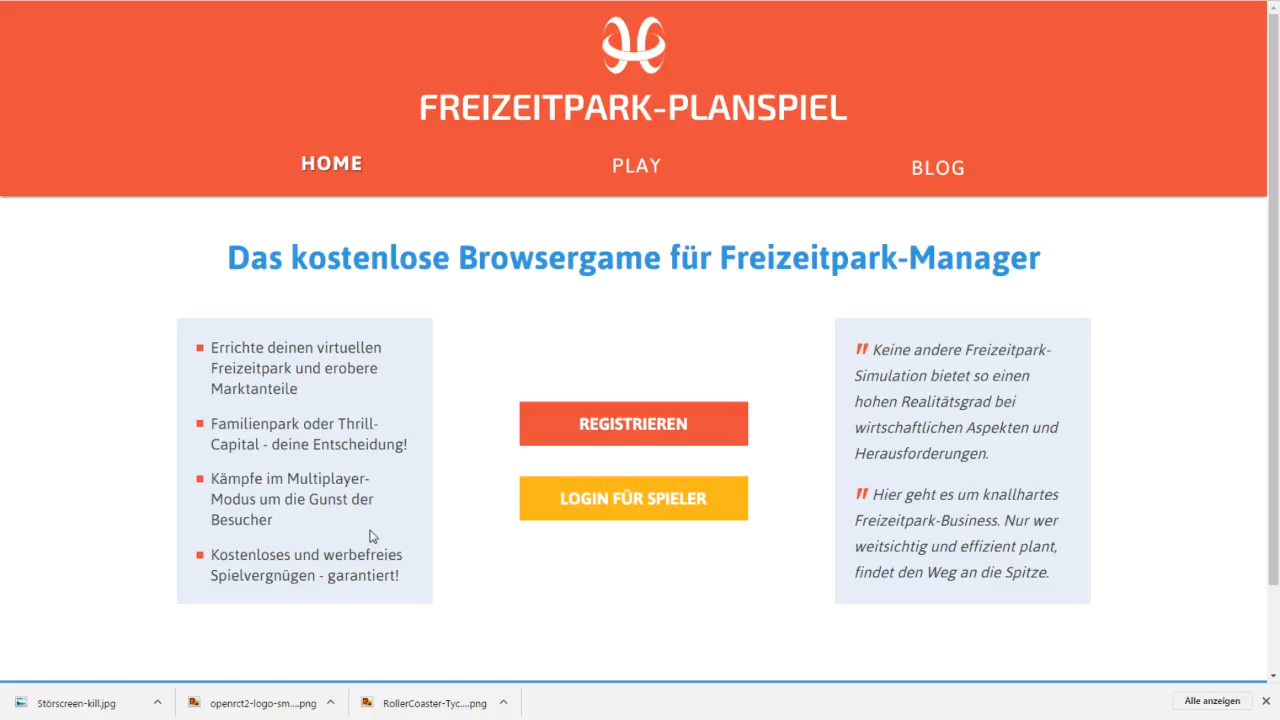 FREIZEITPARK-PLANSPIEL
HOME
PLAY
BLOG
Das kostenlose Browsergame für Freizeitpark-Manager
Errichte deinen virtuellen
Freizeitpark und erobere
Marktanteile
Familienpark oder Thrill-
Capital - deine Entscheidung!
Kämpfe im Multiplayer-
Modus um die Gunst der
Besucher
Kostenloses und werbefreies
Spielvergnügen - garantiert!
REGISTRIEREN
LOGIN FÜR SPIELER
" Keine andere Freizeitpark-
Simulation bietet so einen
hohen Realitätsgrad bei
wirtschaftlichen Aspekten und
Herausforderungen.
" Hier geht es um knallhartes
Freizeitpark-Business. Nur wer
weitsichtig und effizient plant,
findet den Weg an die Spitze.
Störscreen-kill.jpg
openrct2-logo-sm....png
RollerCoaster-Tyc....png
Alle anzeigen